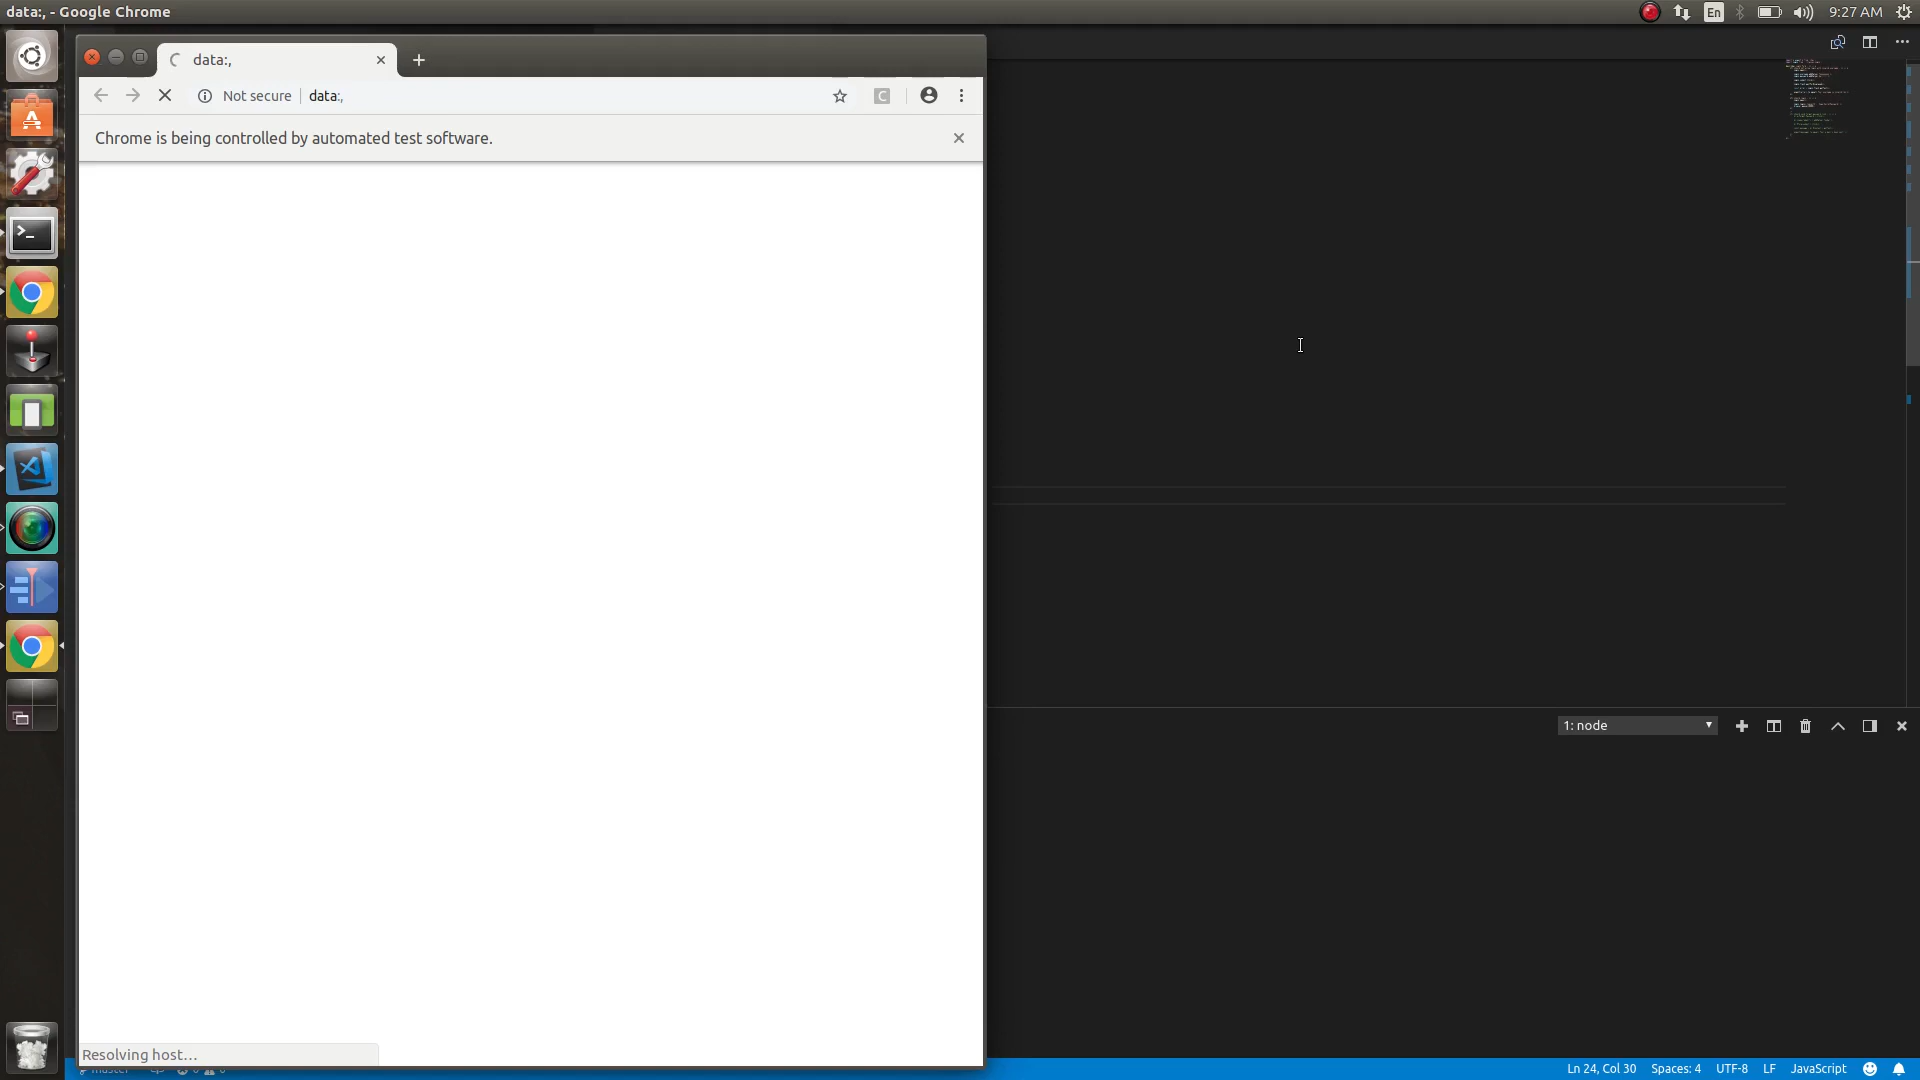 data:, - Google Chrome
En
9:27 AM
data:,
Not secure
data:,
Chrome is being controlled by automated test software.
1: node
Resolving host...
Ln 24, Col 30
Spaces: 4
UTF-8
LF
JavaScript